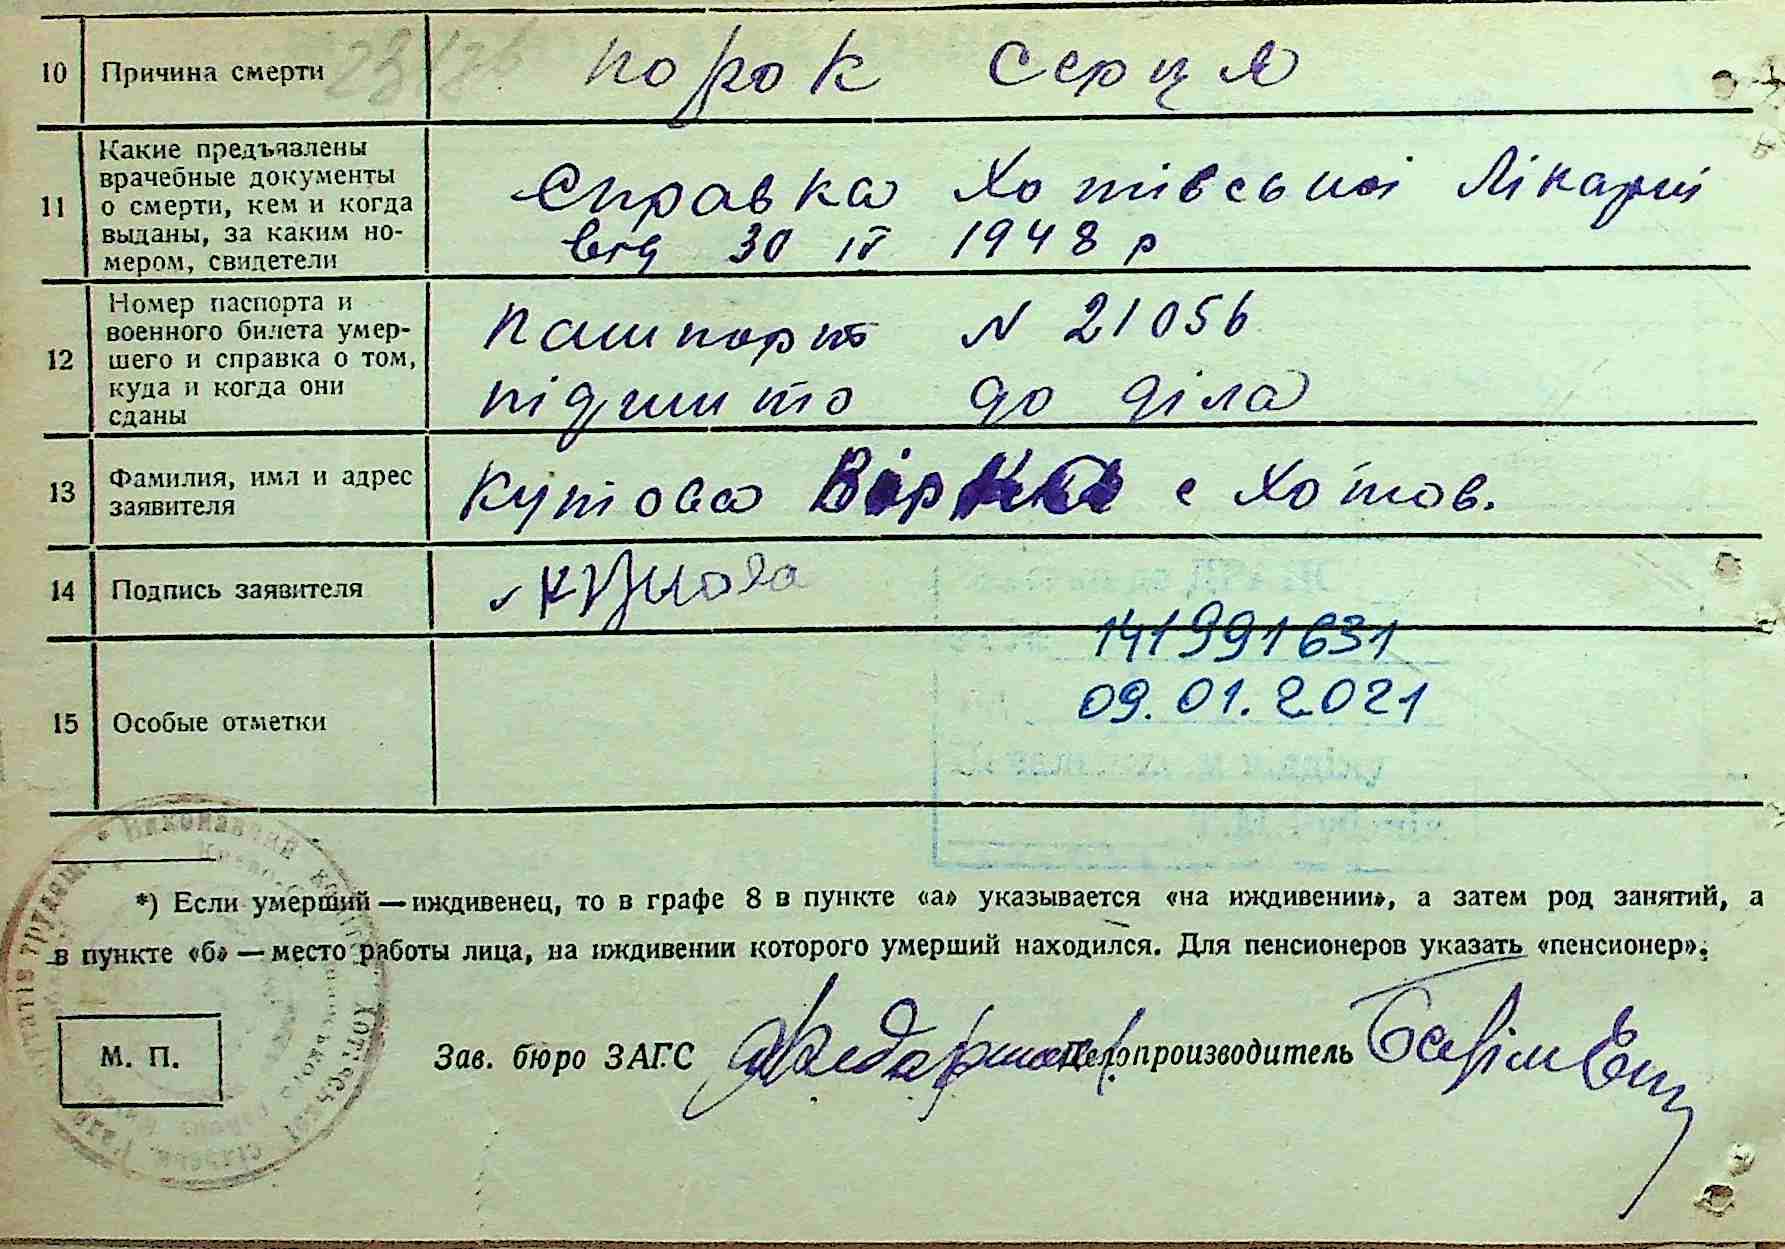 10 Причина смерти порок серця
11 Какие предъявлены
врачебные документы
о смерти, кем и когда
выданы, за каким но-
мером, свидетели
Справка Хотівської Лікарні
від 30 IV 1948 р
12 Номер паспорта и
военного билета умер-
шего и справка о том,
куда и когда они
сданы
Пашпорт N 21056
підшито до діла
13 Фамилия, имя и адрес
заявителя
Кутова Вірка с Хотов.
14 Подпись заявителя Кутова
141991631
09.01.2021
15 Особые отметки
*) Если умерший — иждивенец, то в графе 8 в пункте «а» указывается «на иждивении», а затем род занятий, а
в пункте «б» — место работы лица, на иждивении которого умерший находился. Для пенсионеров указать «пенсионер».
М. П.
Зав. бюро ЗАГС Делопроизводитель